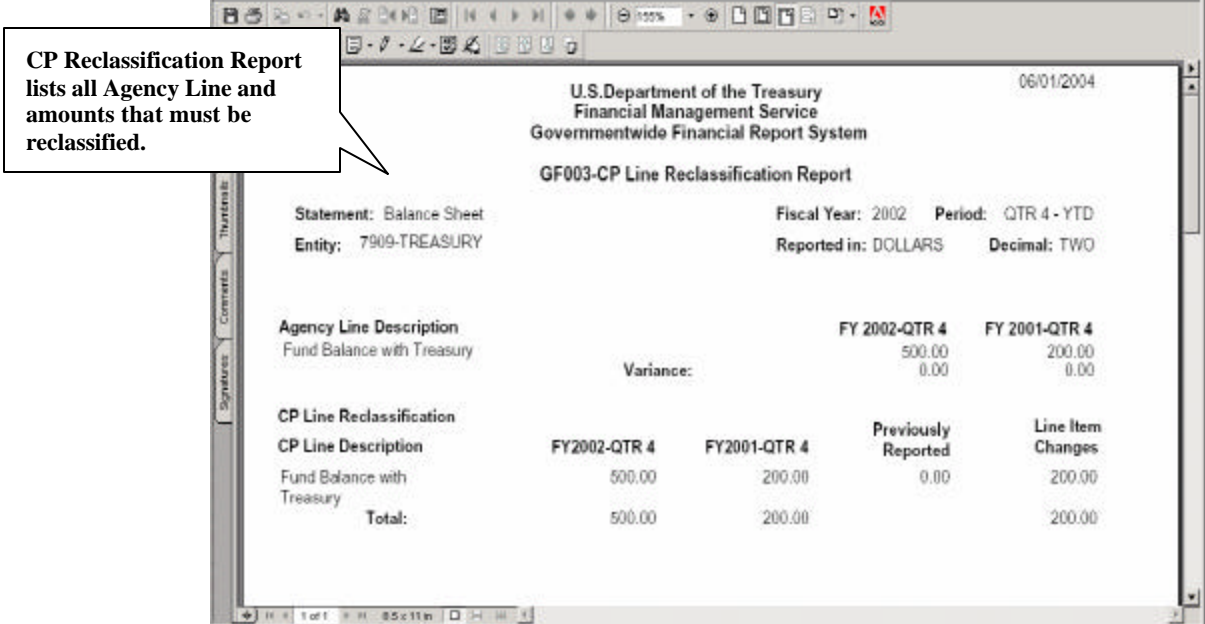 155%
CP Reclassification Report
lists all Agency Line and
amounts that must be
reclassified.
06/01/2004
U.S.Department of the Treasury
Financial Management Service
Governmentwide Financial Report System
GF003-CP Line Reclassification Report
Statement: Balance Sheet Fiscal Year: 2002 Period: QTR 4 - YTD
Entity: 7909-TREASURY Reported in: DOLLARS Decimal: TWO
Thumbnails
Comments
Signatures
Agency Line Description FY 2002-QTR 4 FY 2001-QTR 4
Fund Balance with Treasury 500.00 200.00
Variance: 0.00 0.00
CP Line Reclassification
CP Line Description FY2002-QTR 4 FY2001-QTR 4 Previously Reported Line Item Changes
Fund Balance with 500.00 200.00 0.00 200.00
Treasury
Total: 500.00 200.00 200.00
1 of 1 8.5 x 11 in